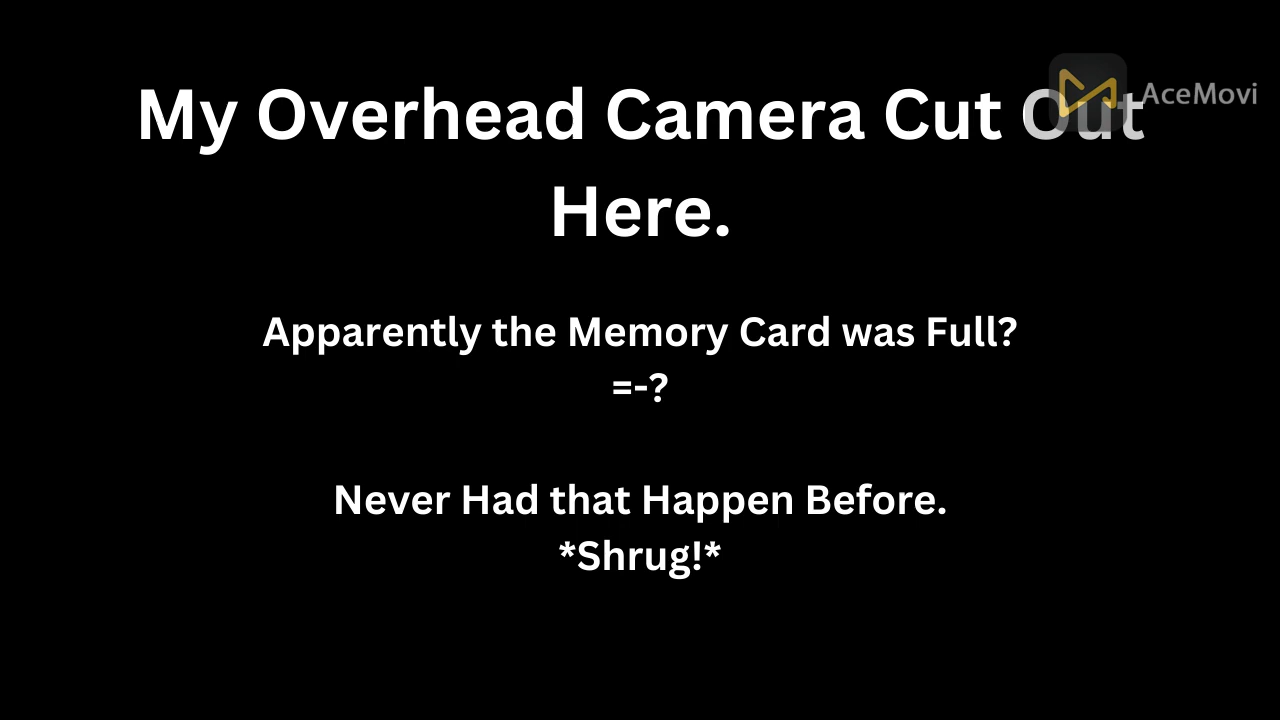 My Overhead Camera Cut Out
AceMovi
Here.
Apparently the Memory Card was Full?
=-?
Never Had that Happen Before.
*Shrug!*